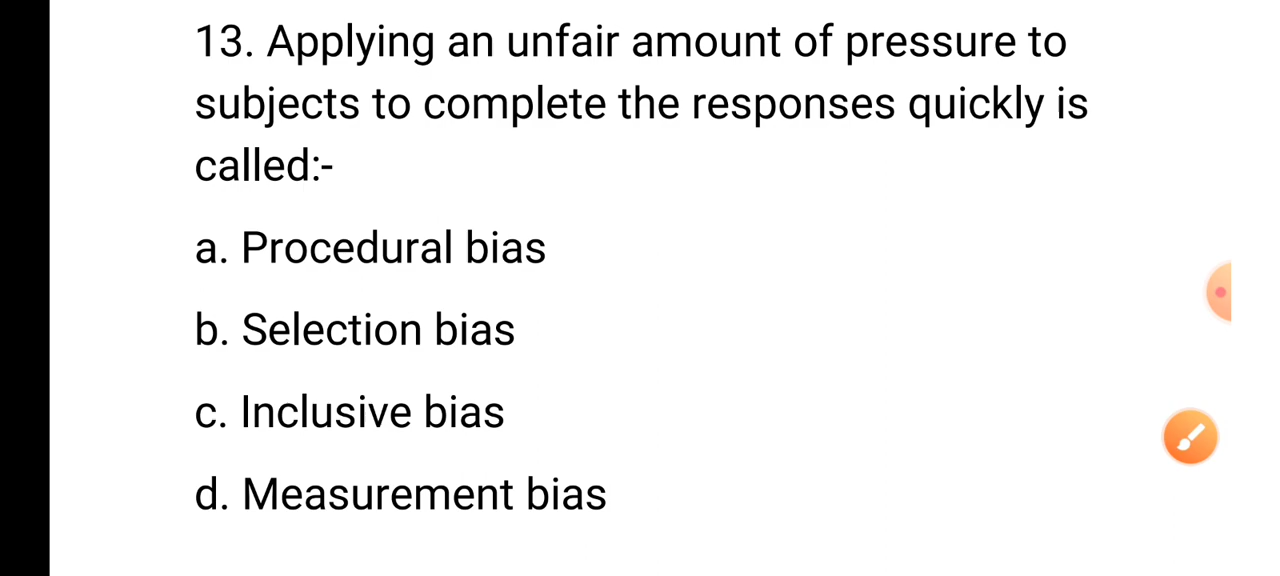 13. Applying an unfair amount of pressure to
subjects to complete the responses quickly is
called:-
a. Procedural bias
b. Selection bias
c. Inclusive bias
d. Measurement bias